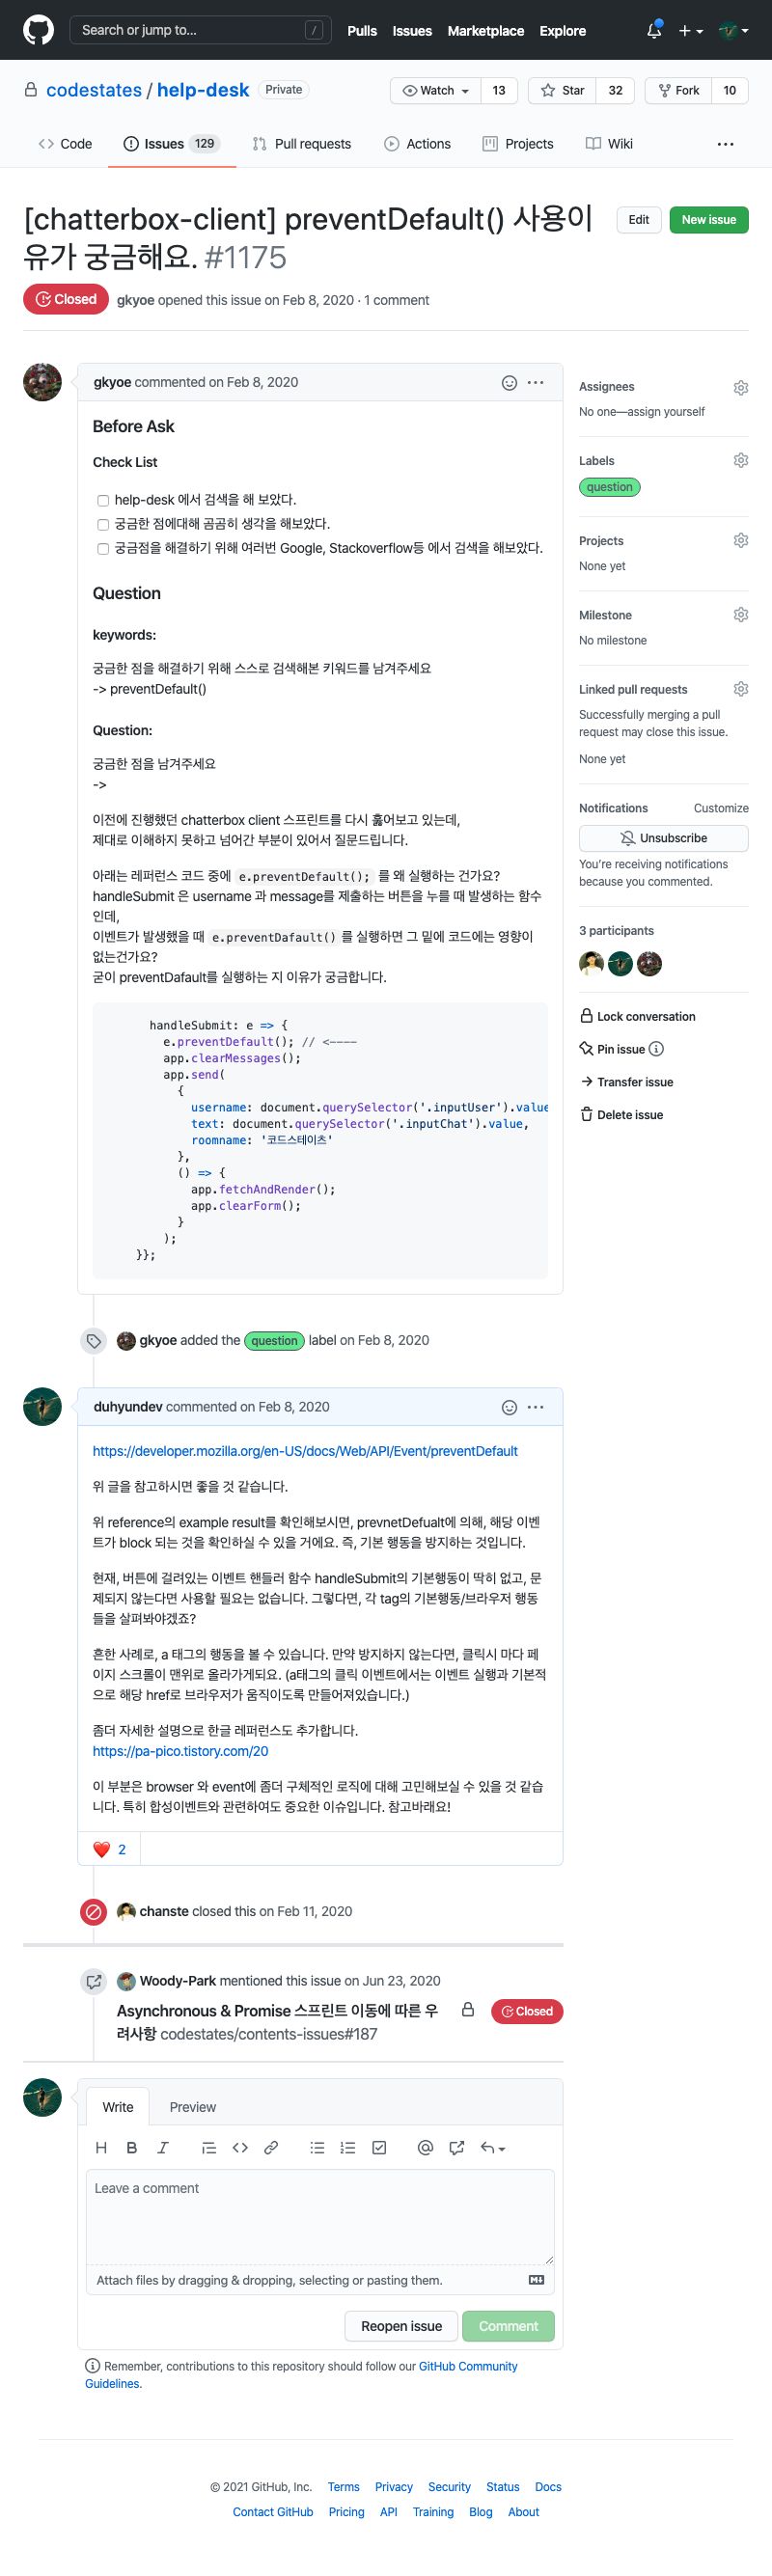 Search or jump to... /
Pulls Issues Marketplace Explore
codestates / help-desk Private
Watch 13 Star 32 Fork 10
Code Issues 129 Pull requests Actions Projects Wiki
[chatterbox-client] preventDefault() 사용이
유가 궁금해요. #1175
Edit New issue
Closed gkyoe opened this issue on Feb 8, 2020 · 1 comment
gkyoe commented on Feb 8, 2020
Before Ask
Check List
help-desk 에서 검색을 해 보았다.
궁금한 점에대해 곰곰히 생각을 해보았다.
궁금점을 해결하기 위해 여러번 Google, Stackoverflow등 에서 검색을 해보았다.
Question
keywords:
궁금한 점을 해결하기 위해 스스로 검색해본 키워드를 남겨주세요
-> preventDefault()
Question:
궁금한 점을 남겨주세요
->
이전에 진행했던 chatterbox client 스프린트를 다시 훑어보고 있는데,
제대로 이해하지 못하고 넘어간 부분이 있어서 질문드립니다.
아래는 레퍼런스 코드 중에 e.preventDefault(); 를 왜 실행하는 건가요?
handleSubmit 은 username 과 message를 제출하는 버튼을 누를 때 발생하는 함수
인데,
이벤트가 발생했을 때 e.preventDafault() 를 실행하면 그 밑에 코드에는 영향이
없는건가요?
굳이 preventDafault를 실행하는 지 이유가 궁금합니다.
handleSubmit: e => {
e.preventDefault(); // <----
app.clearMessages();
app.send(
{
username: document.querySelector('.inputUser').value
text: document.querySelector('.inputChat').value,
roomname: '코드스테이츠'
},
() => {
app.fetchAndRender();
app.clearForm();
}
);
}};
gkyoe added the question label on Feb 8, 2020
duhyundev commented on Feb 8, 2020
https://developer.mozilla.org/en-US/docs/Web/API/Event/preventDefault
위 글을 참고하시면 좋을 것 같습니다.
위 reference의 example result를 확인해보시면, prevnetDefualt에 의해, 해당 이벤
트가 block 되는 것을 확인하실 수 있을 거에요. 즉, 기본 행동을 방지하는 것입니다.
현재, 버튼에 걸려있는 이벤트 핸들러 함수 handleSubmit의 기본행동이 딱히 없고, 문
제되지 않는다면 사용할 필요는 없습니다. 그렇다면, 각 tag의 기본행동/브라우저 행동
들을 살펴봐야겠죠?
흔한 사례로, a 태그의 행동을 볼 수 있습니다. 만약 방지하지 않는다면, 클릭시 마다 페
이지 스크롤이 맨위로 올라가게되요. (a태그의 클릭 이벤트에서는 이벤트 실행과 기본적
으로 해당 href로 브라우저가 움직이도록 만들어져있습니다.)
좀더 자세한 설명으로 한글 레퍼런스도 추가합니다.
https://pa-pico.tistory.com/20
이 부분은 browser 와 event에 좀더 구체적인 로직에 대해 고민해보실 수 있을 것 같습
니다. 특히 합성이벤트와 관련하여도 중요한 이슈입니다. 참고바래요!
2
chanste closed this on Feb 11, 2020
Woody-Park mentioned this issue on Jun 23, 2020
Asynchronous & Promise 스프린트 이동에 따른 우
려사항 codestates/contents-issues#187
Closed
Write Preview
Leave a comment
Attach files by dragging & dropping, selecting or pasting them.
Reopen issue Comment
Remember, contributions to this repository should follow our GitHub Community
Guidelines.
Assignees
No one—assign yourself
Labels
question
Projects
None yet
Milestone
No milestone
Linked pull requests
Successfully merging a pull
request may close this issue.
None yet
Notifications Customize
Unsubscribe
You're receiving notifications
because you commented.
3 participants
Lock conversation
Pin issue
Transfer issue
Delete issue
© 2021 GitHub, Inc. Terms Privacy Security Status Docs
Contact GitHub Pricing API Training Blog About